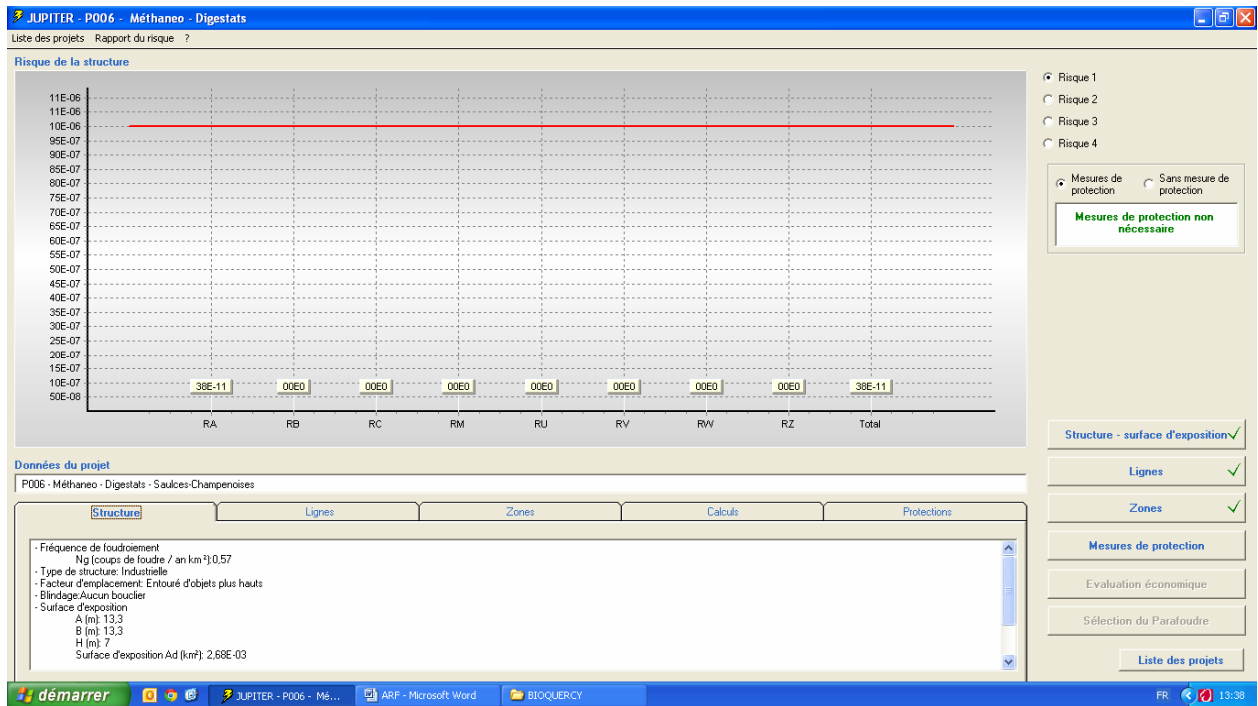 JUPITER - P006 - Méthaneo - Digestats
Liste des projets Rapport du risque ?
Risque de la structure
11E-06
11E-06
10E-06
95E-07
90E-07
85E-07
80E-07
75E-07
70E-07
65E-07
60E-07
55E-07
50E-07
45E-07
40E-07
35E-07
30E-07
25E-07
20E-07
15E-07
10E-07
50E-08
38E-11 00E0 00E0 00E0 00E0 00E0 00E0 00E0 38E-11
RA RB RC RM RU RV RW RZ Total
Risque 1
Risque 2
Risque 3
Risque 4
Mesures de protection
Sans mesure de protection
Mesures de protection non
nécessaire
Structure - surface d'exposition
Lignes
Zones
Mesures de protection
Evaluation économique
Sélection du Parafoudre
Liste des projets
Données du projet
P006 - Méthaneo - Digestats - Saulces-Champenoises
Structure Lignes Zones Calculs Protections
- Fréquence de foudroiement
Ng (coups de foudre / an km²):0,57
- Type de structure: Industrielle
- Facteur d'emplacement: Entouré d'objets plus hauts
- Blindage:Aucun bouclier
- Surface d'exposition
A (m): 13,3
B (m): 13,3
H (m): 7
Surface d'exposition Ad (km²): 2,68E-03
démarrer JUPITER - P006 - Mé... ARF - Microsoft Word BIOQUERCY FR 13:38